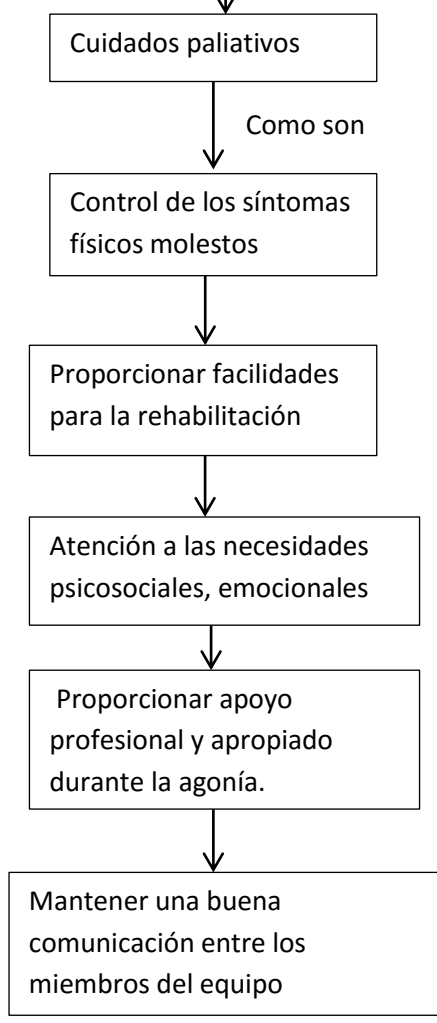 Cuidados paliativos
Como son
Control de los síntomas
físicos molestos
Proporcionar facilidades
para la rehabilitación
Atención a las necesidades
psicosociales, emocionales
Proporcionar apoyo
profesional y apropiado
durante la agonía.
Mantener una buena
comunicación entre los
miembros del equipo